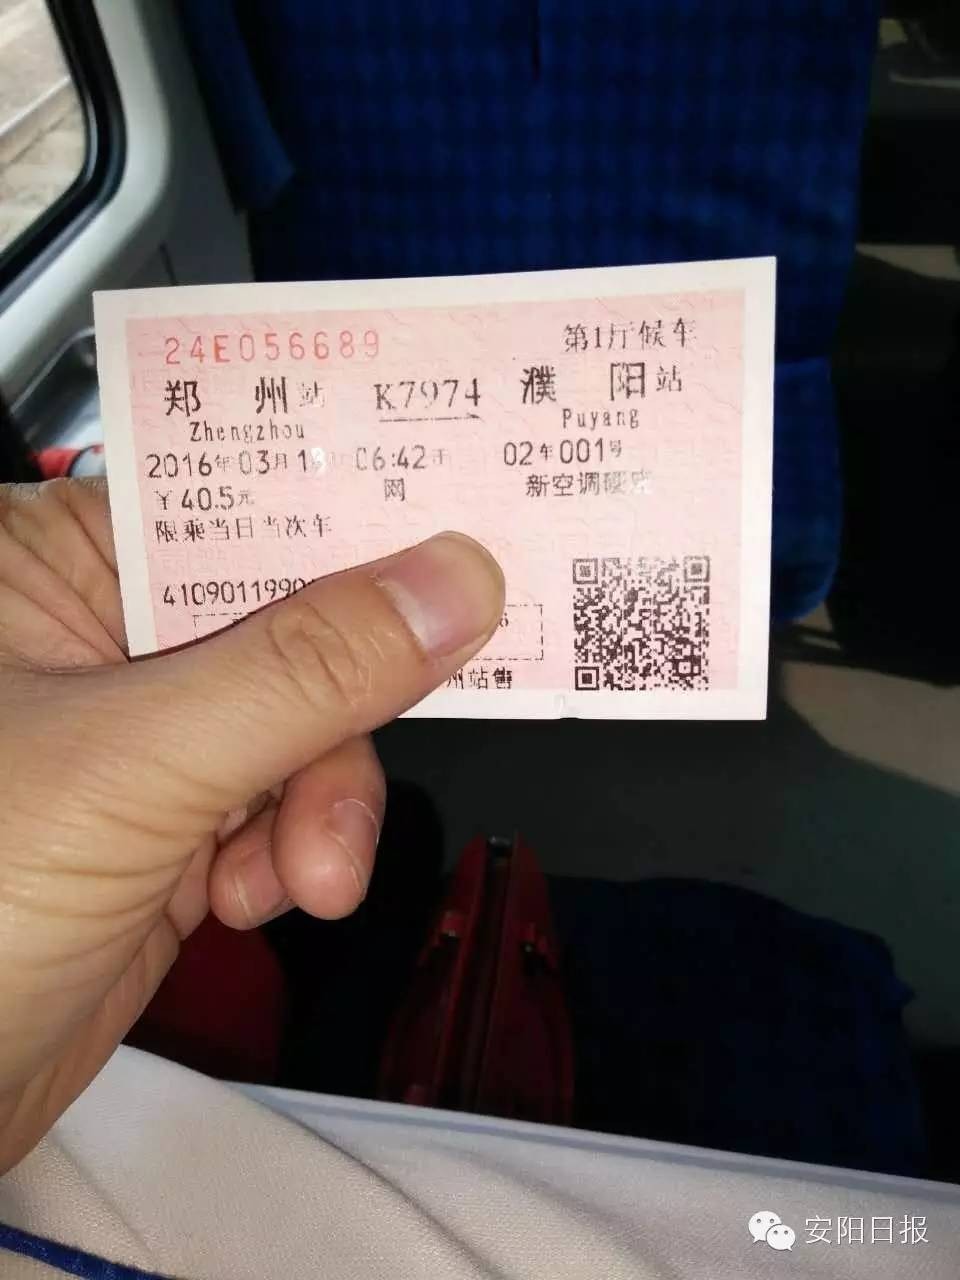 24E056689 第1厅候车
郑州站 K7974 濮阳站
Zhengzhou Puyang
2016年03月1 06:42开 02车001号
￥40.5元 网 新空调硬座
限乘当日当次车
4109011990
州站售
安阳日报